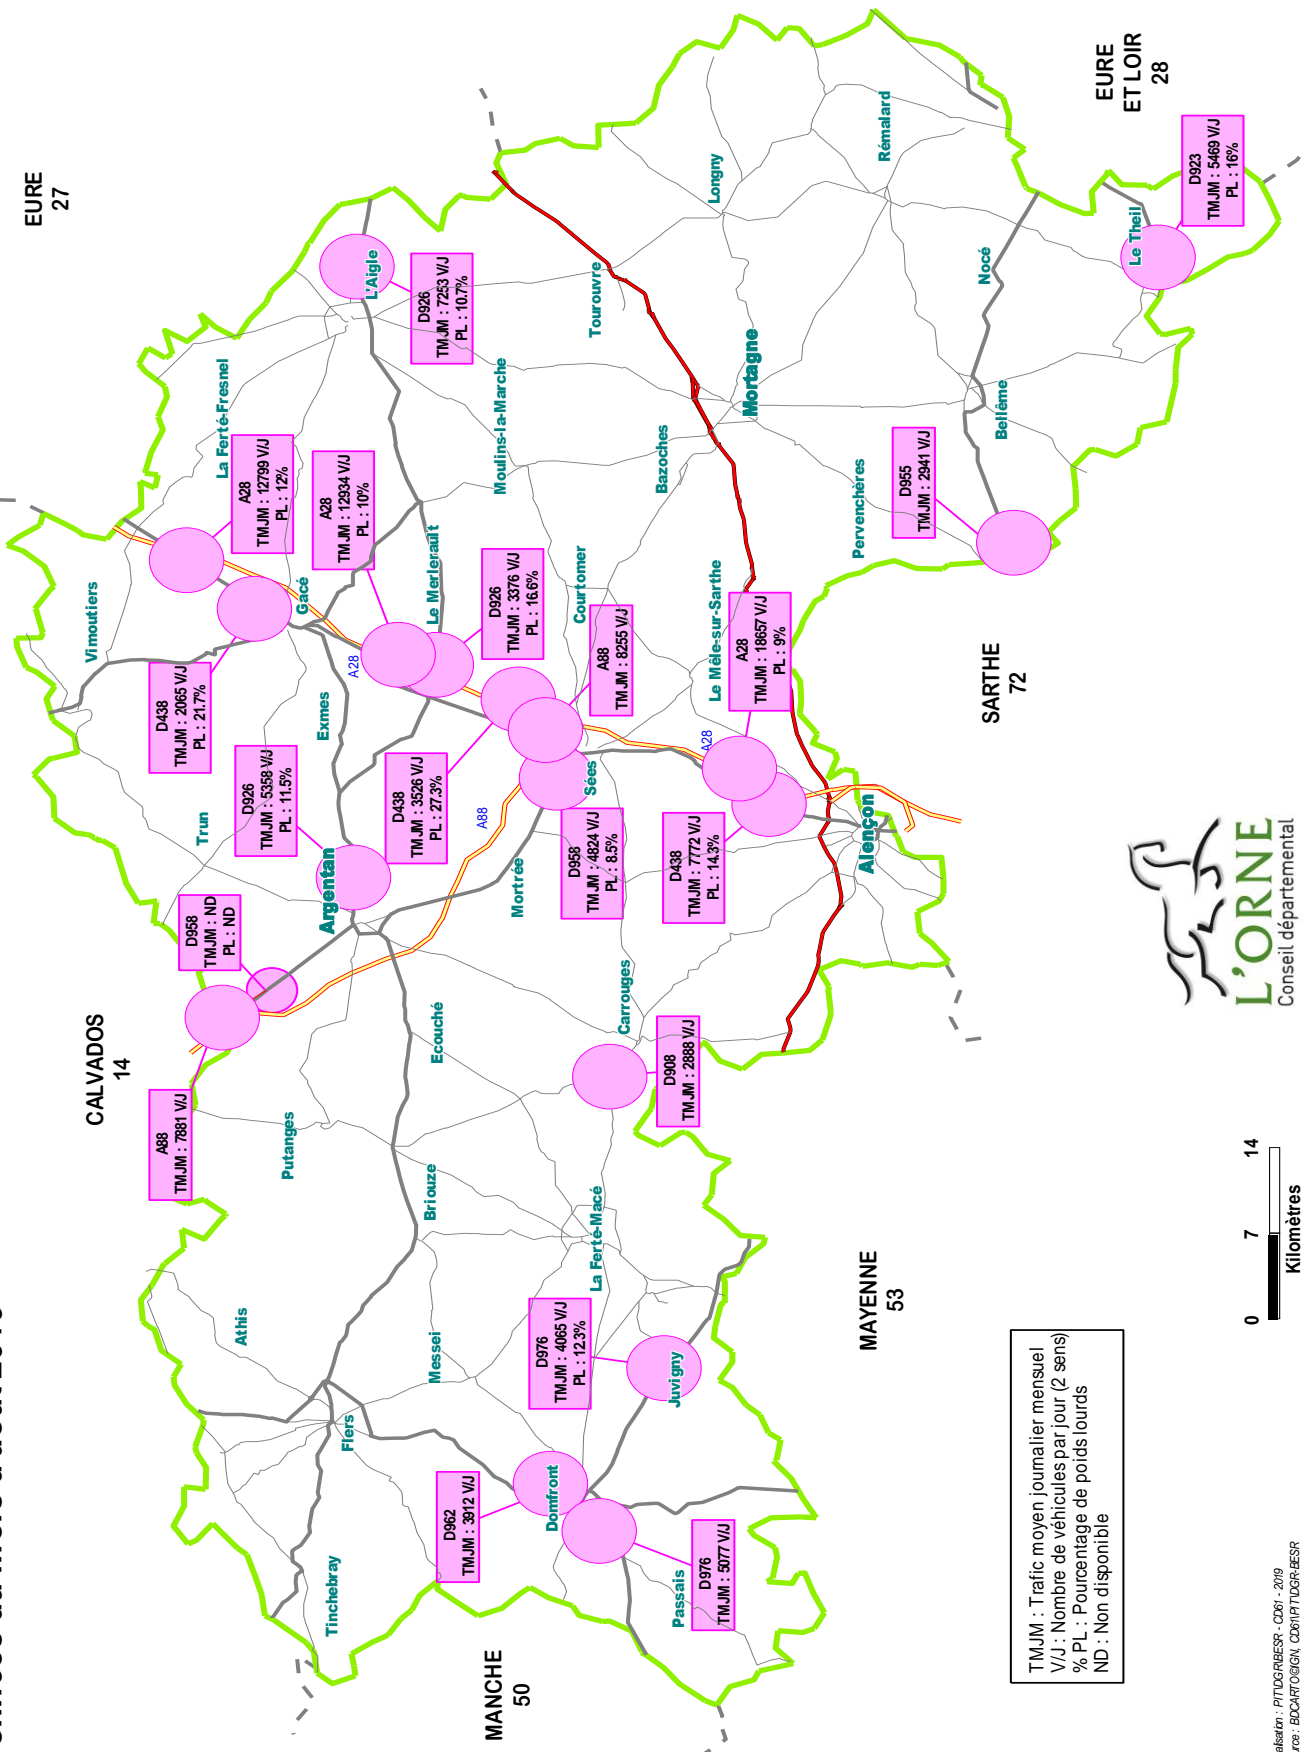 EURE
27
EURE
ET LOIR
28
SARTHE
72
MAYENNE
53
MANCHE
50
CALVADOS
14
A88
TMJM : 7881 V/J
D958
TMJM : ND
PL : ND
D926
TMJM : 5358 V/J
PL : 11.5%
D438
TMJM : 2065 V/J
PL : 21.7%
A28
TMJM : 12799 V/J
PL : 12%
A28
TMJM : 12934 V/J
PL : 10%
D926
TMJM : 7253 V/J
PL : 10.7%
D926
TMJM : 3376 V/J
PL : 16.6%
D438
TMJM : 3526 V/J
PL : 27.3%
A88
TMJM : 8255 V/J
D958
TMJM : 4824 V/J
PL : 8.5%
A28
TMJM : 18657 V/J
PL : 9%
D438
TMJM : 7772 V/J
PL : 14.3%
D955
TMJM : 2941 V/J
D923
TMJM : 5469 V/J
PL : 16%
D908
TMJM : 2888 V/J
D976
TMJM : 4065 V/J
PL : 12.3%
D962
TMJM : 3912 V/J
D976
TMJM : 5077 V/J
Vimoutiers
La Ferté-Fresnel
L'Aigle
Gacé
Trun
Exmes
Le Merlerault
Moulins-la-Marche
Tourouvre
Longny
Rémalard
Argentan
Putanges
Athis
Flers
Tinchebray
Messei
Briouze
Ecouché
Mortrée
Sées
Courtomer
Bazoches
Mortagne
Nocé
Le Theil
Bellême
Pervenchères
Le Mêle-sur-Sarthe
Alençon
Carrouges
La Ferté-Macé
Juvigny
Domfront
Passais
A28
A88
A28
TMJM : Trafic moyen journalier mensuel
V/J : Nombre de véhicules par jour (2 sens)
% PL : Pourcentage de poids lourds
ND : Non disponible
0 7 14
Kilomètres
L'ORNE
Conseil départemental